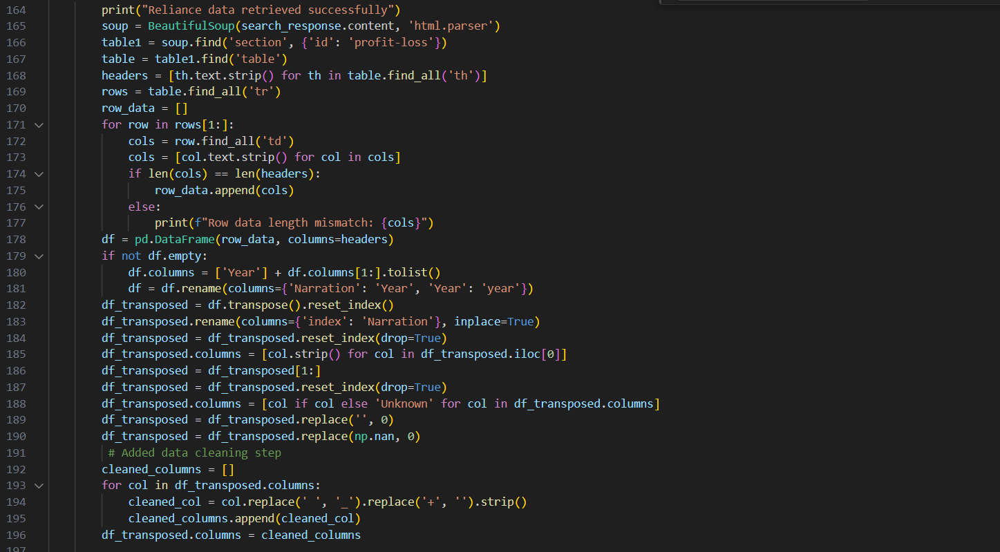 164 print("Reliance data retrieved successfully")
165 soup = BeautifulSoup(search_response.content, 'html.parser')
166 table1 = soup.find('section', {'id': 'profit-loss'})
167 table = table1.find('table')
168 headers = [th.text.strip() for th in table.find_all('th')]
169 rows = table.find_all('tr')
170 row_data = []
171 for row in rows[1:]:
172 cols = row.find_all('td')
173 cols = [col.text.strip() for col in cols]
174 if len(cols) == len(headers):
175 row_data.append(cols)
176 else:
177 print(f"Row data length mismatch: {cols}")
178 df = pd.DataFrame(row_data, columns=headers)
179 if not df.empty:
180 df.columns = ['Year'] + df.columns[1:].tolist()
181 df = df.rename(columns={'Narration': 'Year', 'Year': 'year'})
182 df_transposed = df.transpose().reset_index()
183 df_transposed.rename(columns={'index': 'Narration'}, inplace=True)
184 df_transposed = df_transposed.reset_index(drop=True)
185 df_transposed.columns = [col.strip() for col in df_transposed.iloc[0]]
186 df_transposed = df_transposed[1:]
187 df_transposed = df_transposed.reset_index(drop=True)
188 df_transposed.columns = [col if col else 'Unknown' for col in df_transposed.columns]
189 df_transposed = df_transposed.replace('', 0)
190 df_transposed = df_transposed.replace(np.nan, 0)
191 # Added data cleaning step
192 cleaned_columns = []
193 for col in df_transposed.columns:
194 cleaned_col = col.replace(' ', '_').replace('+', '').strip()
195 cleaned_columns.append(cleaned_col)
196 df_transposed.columns = cleaned_columns
197